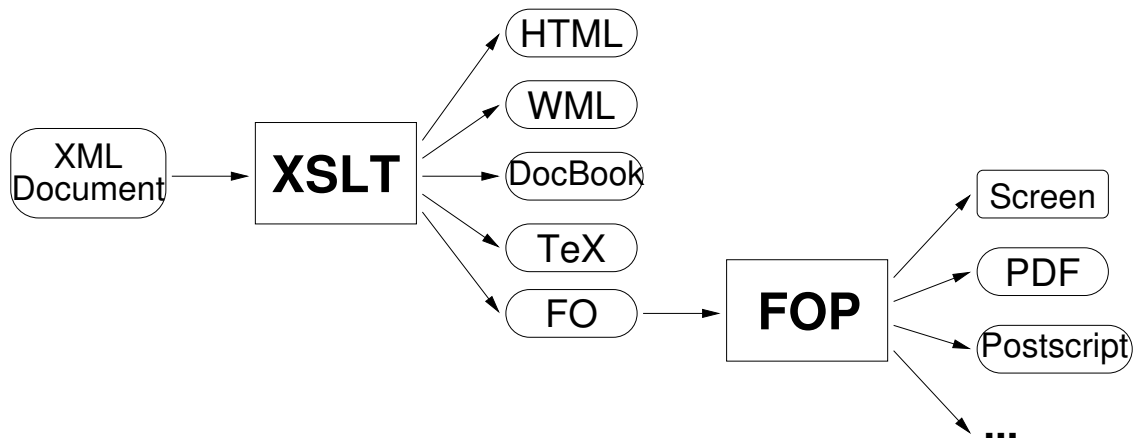 XML
Document
XSLT
HTML
WML
DocBook
TeX
FO
FOP
Screen
PDF
Postscript
...